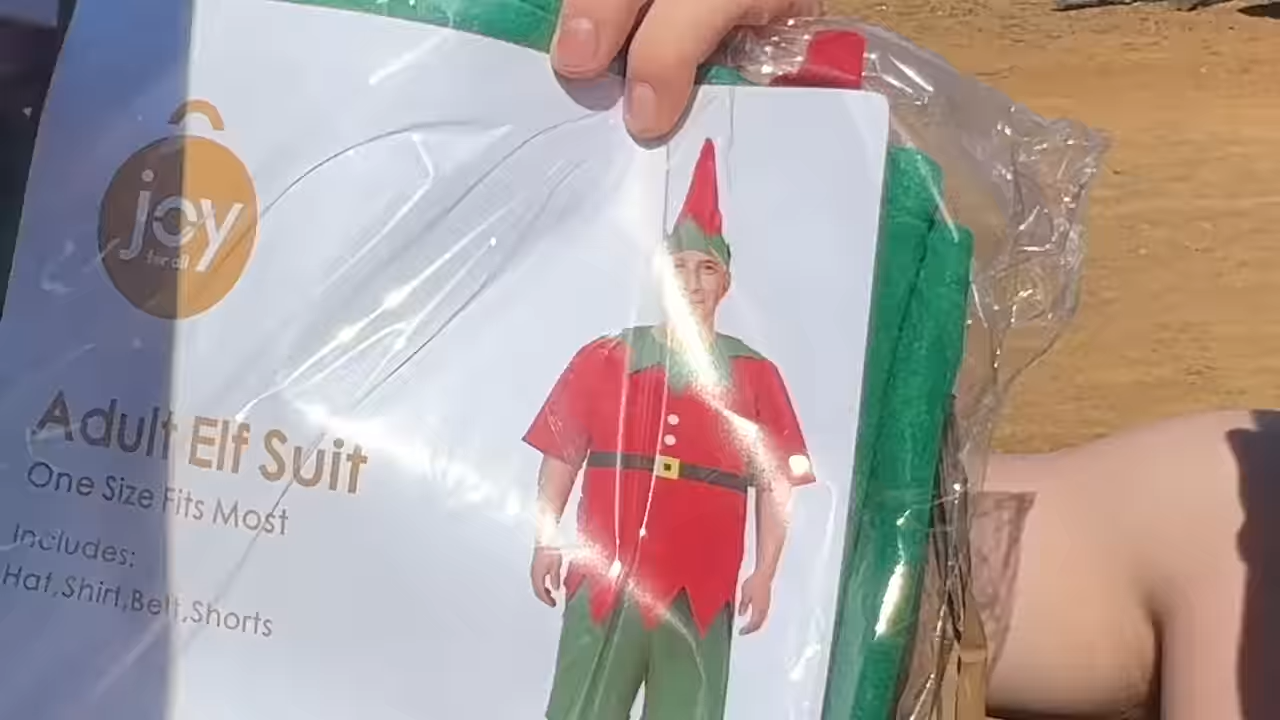 joy
for all
Adult Elf Suit
One Size Fits Most
Includes:
Hat,Shirt,Belt,Shorts